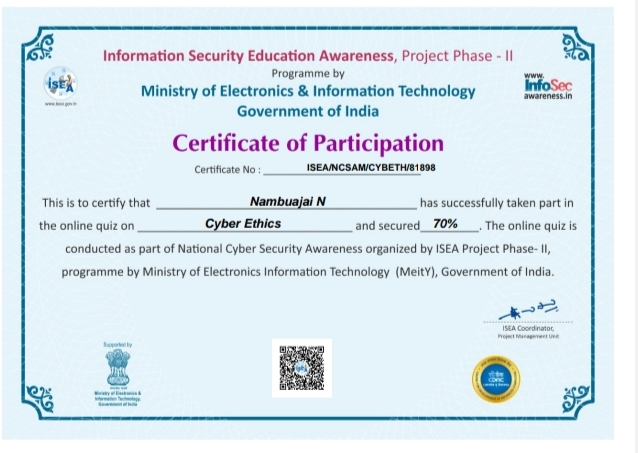 Information Security Education Awareness, Project Phase - II
Programme by
Ministry of Electronics & Information Technology
Government of India
ISEA
www.isea.gov.in
www.
InfoSec
awareness.in
Certificate of Participation
Certificate No : ISEA/NCSAM/CYBETH/81898
This is to certify that Nambuajai N has successfully taken part in
the online quiz on Cyber Ethics and secured 70% . The online quiz is
conducted as part of National Cyber Security Awareness organized by ISEA Project Phase- II,
programme by Ministry of Electronics Information Technology (MeitY), Government of India.
ISEA Coordinator,
Project Management Unit
Supported by
Ministry of Electronics &
Information Technology,
Government of India
CDAC